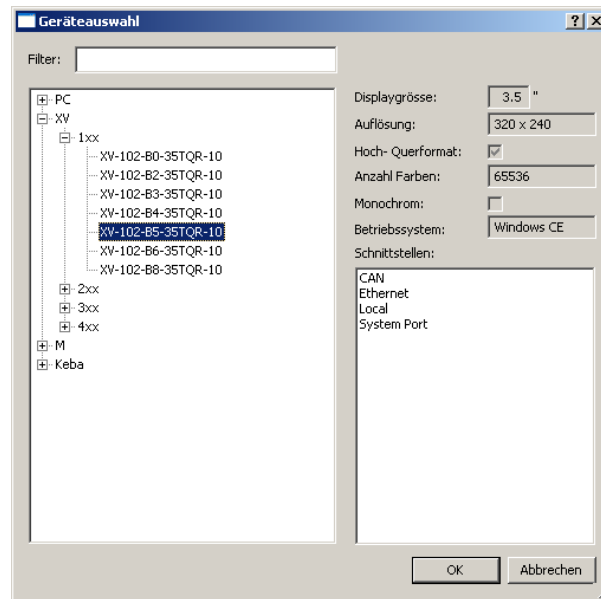 Geräteauswahl
Filter:
PC
XV
1xx
XV-102-B0-35TQR-10
XV-102-B2-35TQR-10
XV-102-B3-35TQR-10
XV-102-B4-35TQR-10
XV-102-B5-35TQR-10
XV-102-B6-35TQR-10
XV-102-B8-35TQR-10
2xx
3xx
4xx
M
Keba
Displaygrösse: 3.5 "
Auflösung: 320 x 240
Hoch- Querformat:
Anzahl Farben: 65536
Monochrom:
Betriebssystem: Windows CE
Schnittstellen:
CAN
Ethernet
Local
System Port
OK Abbrechen